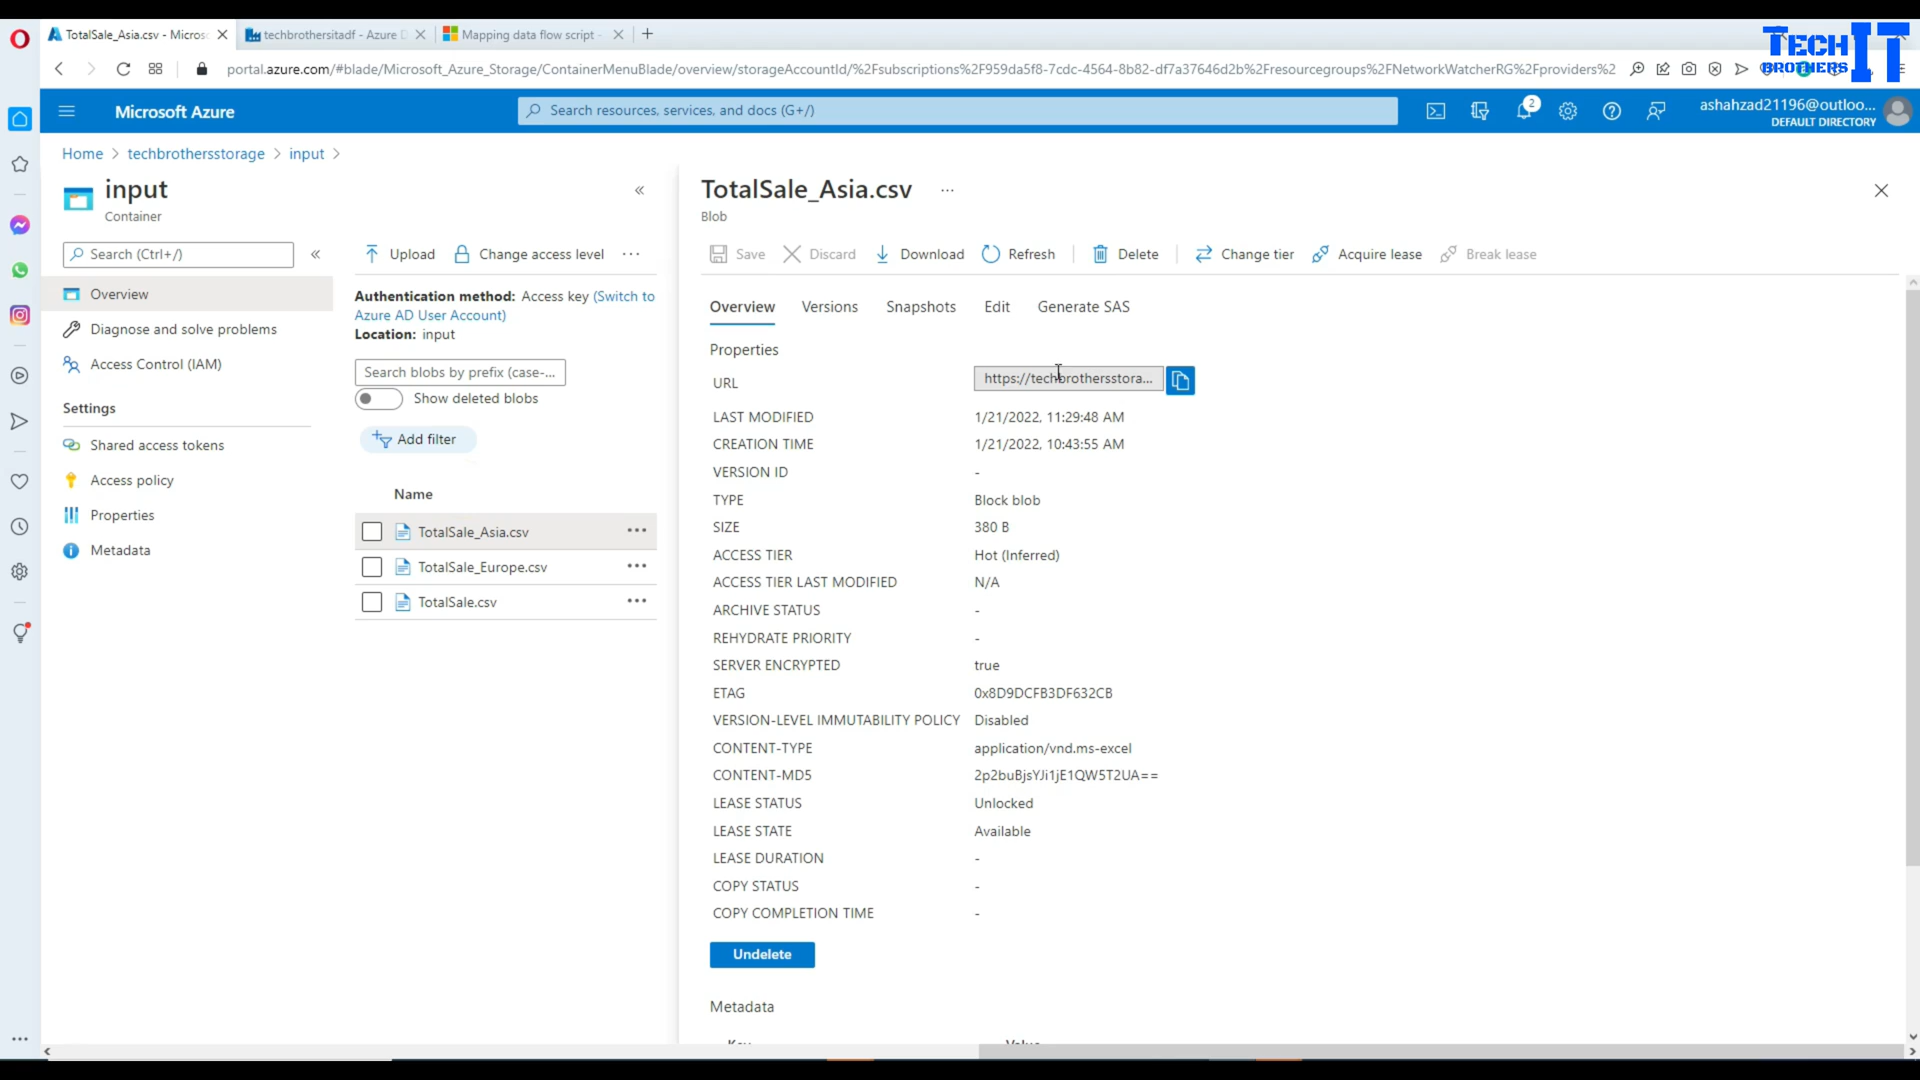 TotalSale_Asia.csv - Micros
techbrothersitadf - Azure D
Mapping data flow script -
TECH IT
BROTHERS
portal.azure.com/#blade/Microsoft_Azure_Storage/ContainerMenuBlade/overview/storageAccountId/%2Fsubscriptions%2F959da5f8-7cdc-4564-8b82-df7a37646d2b%2Fresourcegroups%2FNetworkWatcherRG%2Fproviders%2
Microsoft Azure
Search resources, services, and docs (G+/)
2
ashahzad21196@outloo...
DEFAULT DIRECTORY
Home > techbrothersstorage > input >
input
Container
Search (Ctrl+/)
Overview
Diagnose and solve problems
Access Control (IAM)
Settings
Shared access tokens
Access policy
Properties
Metadata
Upload
Change access level
Authentication method: Access key (Switch to
Azure AD User Account)
Location: input
Search blobs by prefix (case-...
Show deleted blobs
Add filter
Name
TotalSale_Asia.csv
TotalSale_Europe.csv
TotalSale.csv
TotalSale_Asia.csv
Blob
Save
Discard
Download
Refresh
Delete
Change tier
Acquire lease
Break lease
Overview
Versions
Snapshots
Edit
Generate SAS
Properties
URL https://techbrothersstora...
LAST MODIFIED 1/21/2022, 11:29:48 AM
CREATION TIME 1/21/2022, 10:43:55 AM
VERSION ID -
TYPE Block blob
SIZE 380 B
ACCESS TIER Hot (Inferred)
ACCESS TIER LAST MODIFIED N/A
ARCHIVE STATUS -
REHYDRATE PRIORITY -
SERVER ENCRYPTED true
ETAG 0x8D9DCFB3DF632CB
VERSION-LEVEL IMMUTABILITY POLICY Disabled
CONTENT-TYPE application/vnd.ms-excel
CONTENT-MD5 2p2buBjsYJi1jE1QW5T2UA==
LEASE STATUS Unlocked
LEASE STATE Available
LEASE DURATION -
COPY STATUS -
COPY COMPLETION TIME -
Undelete
Metadata
Key Value